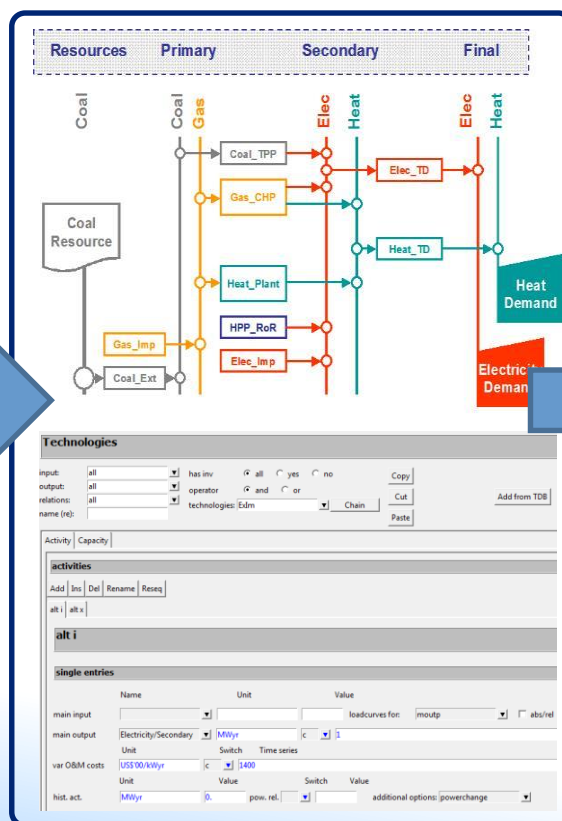 Resources Primary Secondary Final
Coal Coal Gas Elec Heat Elec Heat
Coal_TPP
Elec_TD
Gas_CHP
Coal
Resource
Heat_TD
Heat_Plant
Heat
Demand
HPP_RoR
Gas_Imp
Elec_Imp
Coal_Ext
Electricity
Deman
Technologies
input: all has inv all yes no Copy
output: all operator and or Cut Add from TDB
relations: all technologies: ExIm Chain
name (re): Paste
Activity Capacity
activities
Add Ins Del Rename Reseq
alt i alt x
alt i
single entries
Name Unit Value
main input loadcurves for: moutp abs/rel
main output Electricity/Secondary MWyr c 1
Unit Switch Time series
var O&M costs US$'00/kWyr c 1400
Unit Value Switch Value
hist. act. MWyr 0. pow. rel. additional options: powerchange